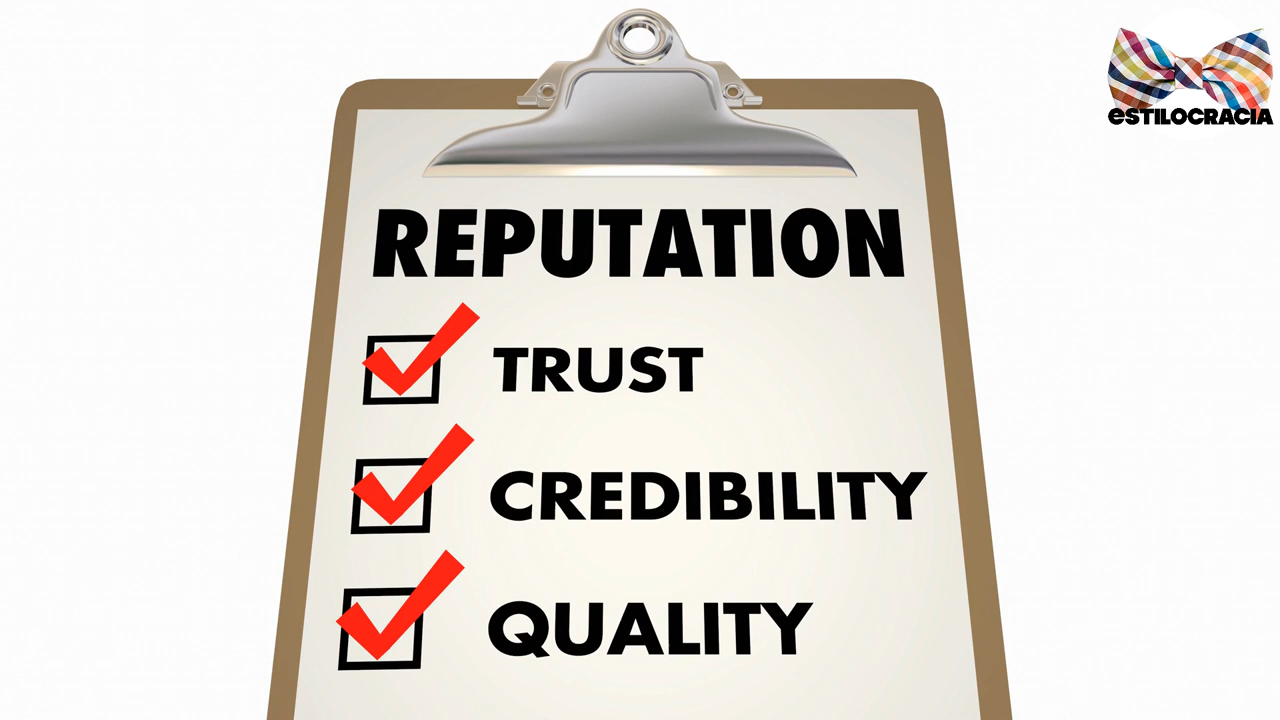 eSTILOCRACIA
REPUTATION
TRUST
CREDIBILITY
QUALITY